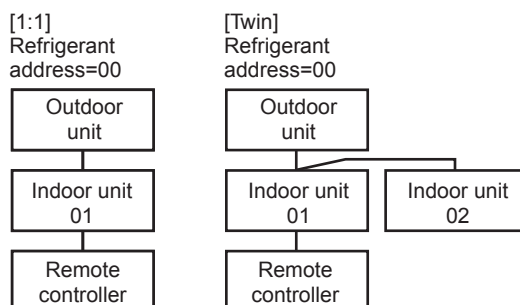 [1:1]
Refrigerant
address=00
Outdoor
unit
Indoor unit
01
Remote
controller
[Twin]
Refrigerant
address=00
Outdoor
unit
Indoor unit
01
Indoor unit
02
Remote
controller